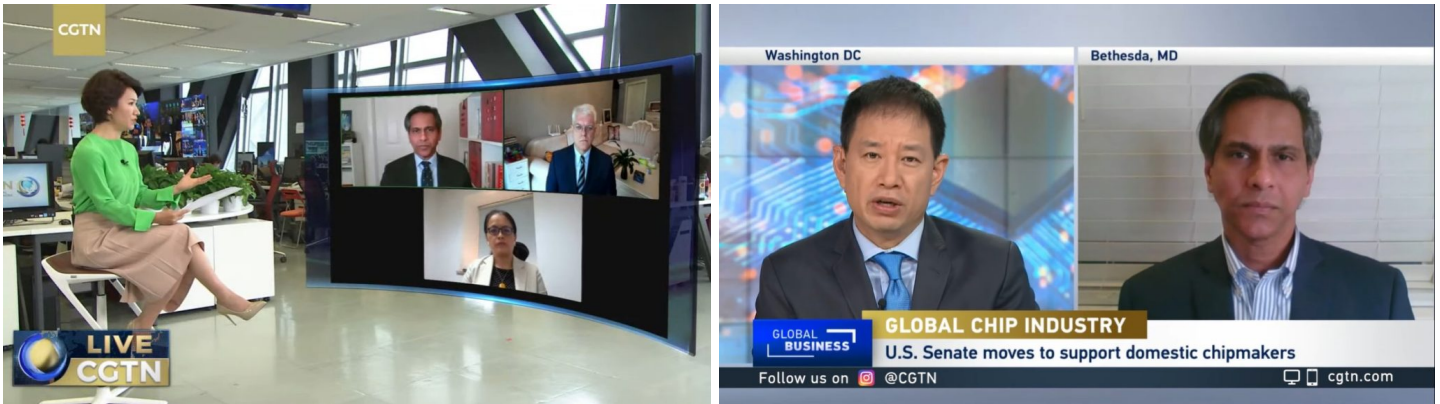 CGTN
LIVE
CGTN
Washington DC
Bethesda, MD
GLOBAL CHIP INDUSTRY
GLOBAL
BUSINESS
U.S. Senate moves to support domestic chipmakers
Follow us on @CGTN
cgtn.com